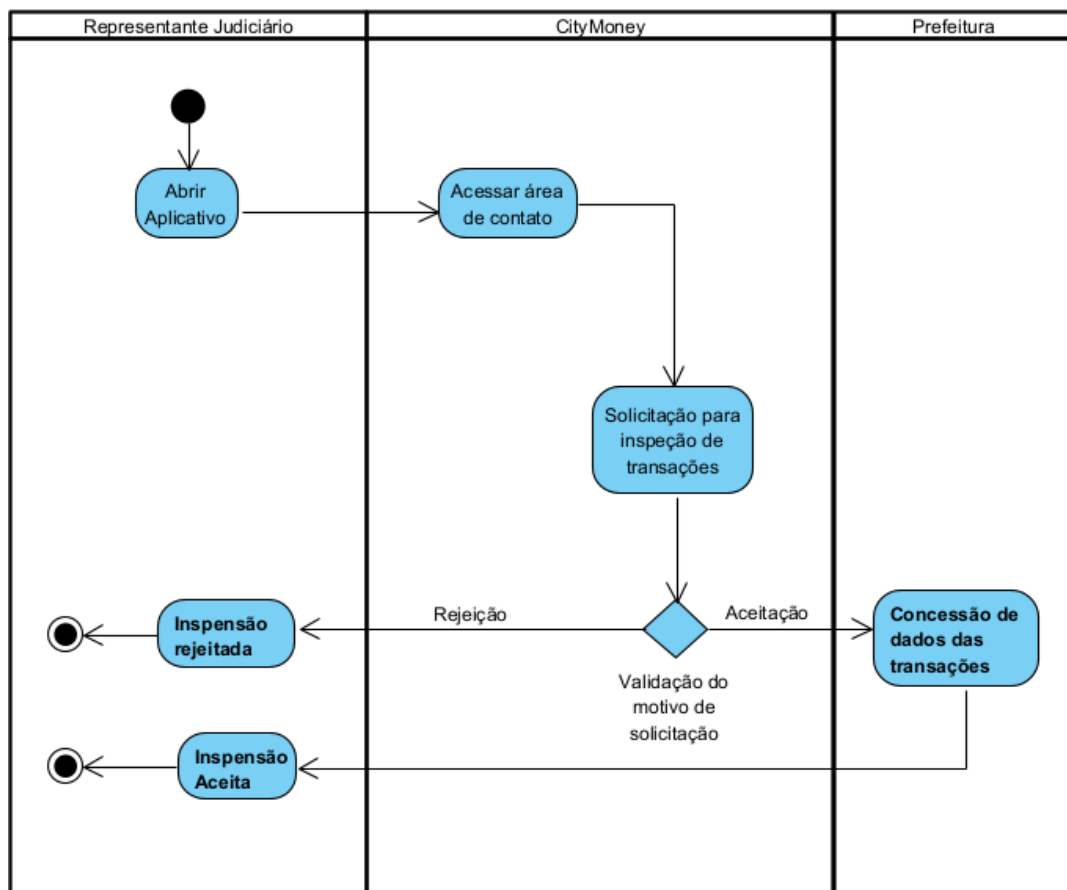 Representante Judiciário
CityMoney
Prefeitura
Abrir
Aplicativo
Acessar área
de contato
Solicitação para
inspeção de
transações
Rejeição
Aceitação
Inspensão
rejeitada
Concessão de
dados das
transações
Validação do
motivo de
solicitação
Inspensão
Aceita